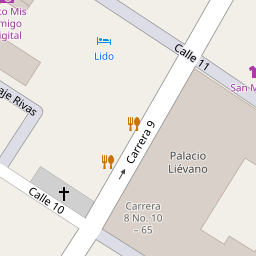 to Mis
migo
igital
Lido
Calle 11
San M
aje Rivas
Carrera 9
Palacio
Liévano
Calle 10
Carrera
8 No. 10
– 65